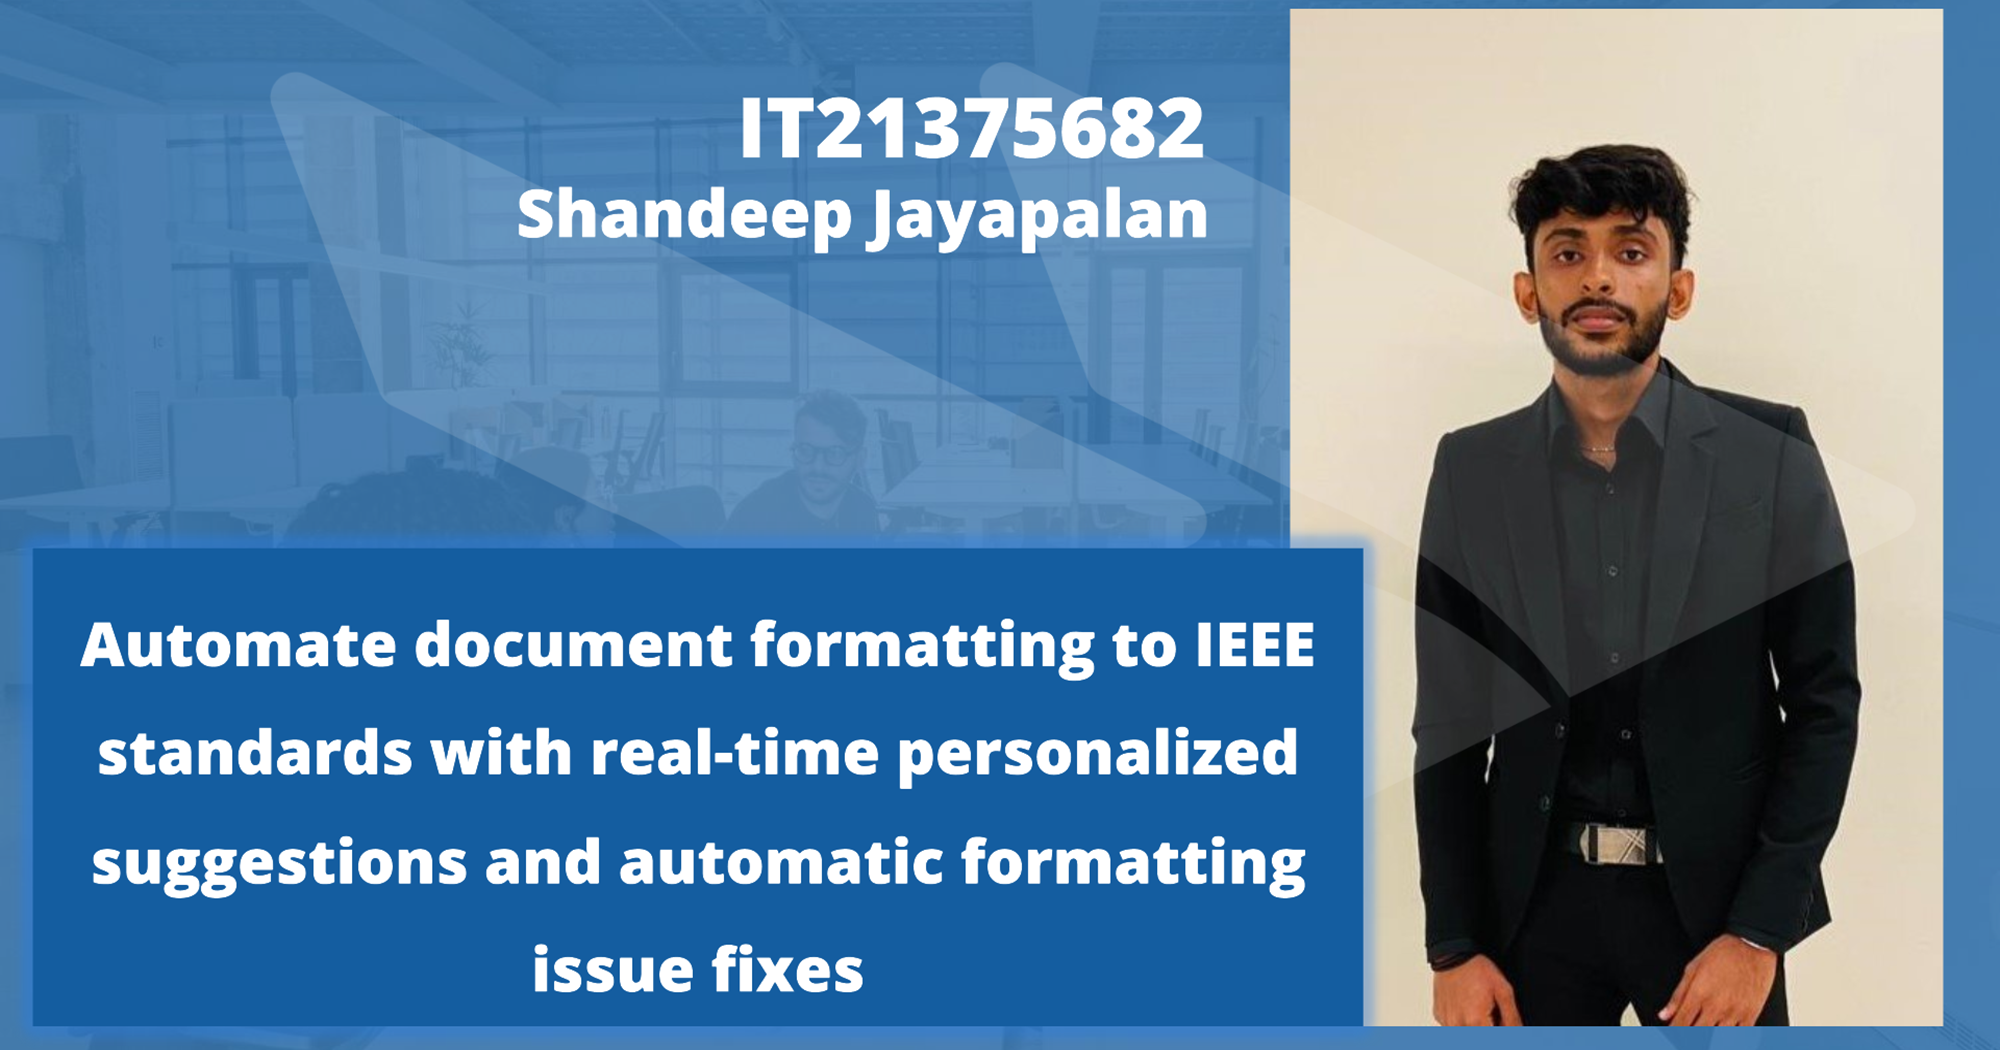 IT21375682
Shandeep Jayapalan
Automate document formatting to IEEE
standards with real-time personalized
suggestions and automatic formatting
issue fixes